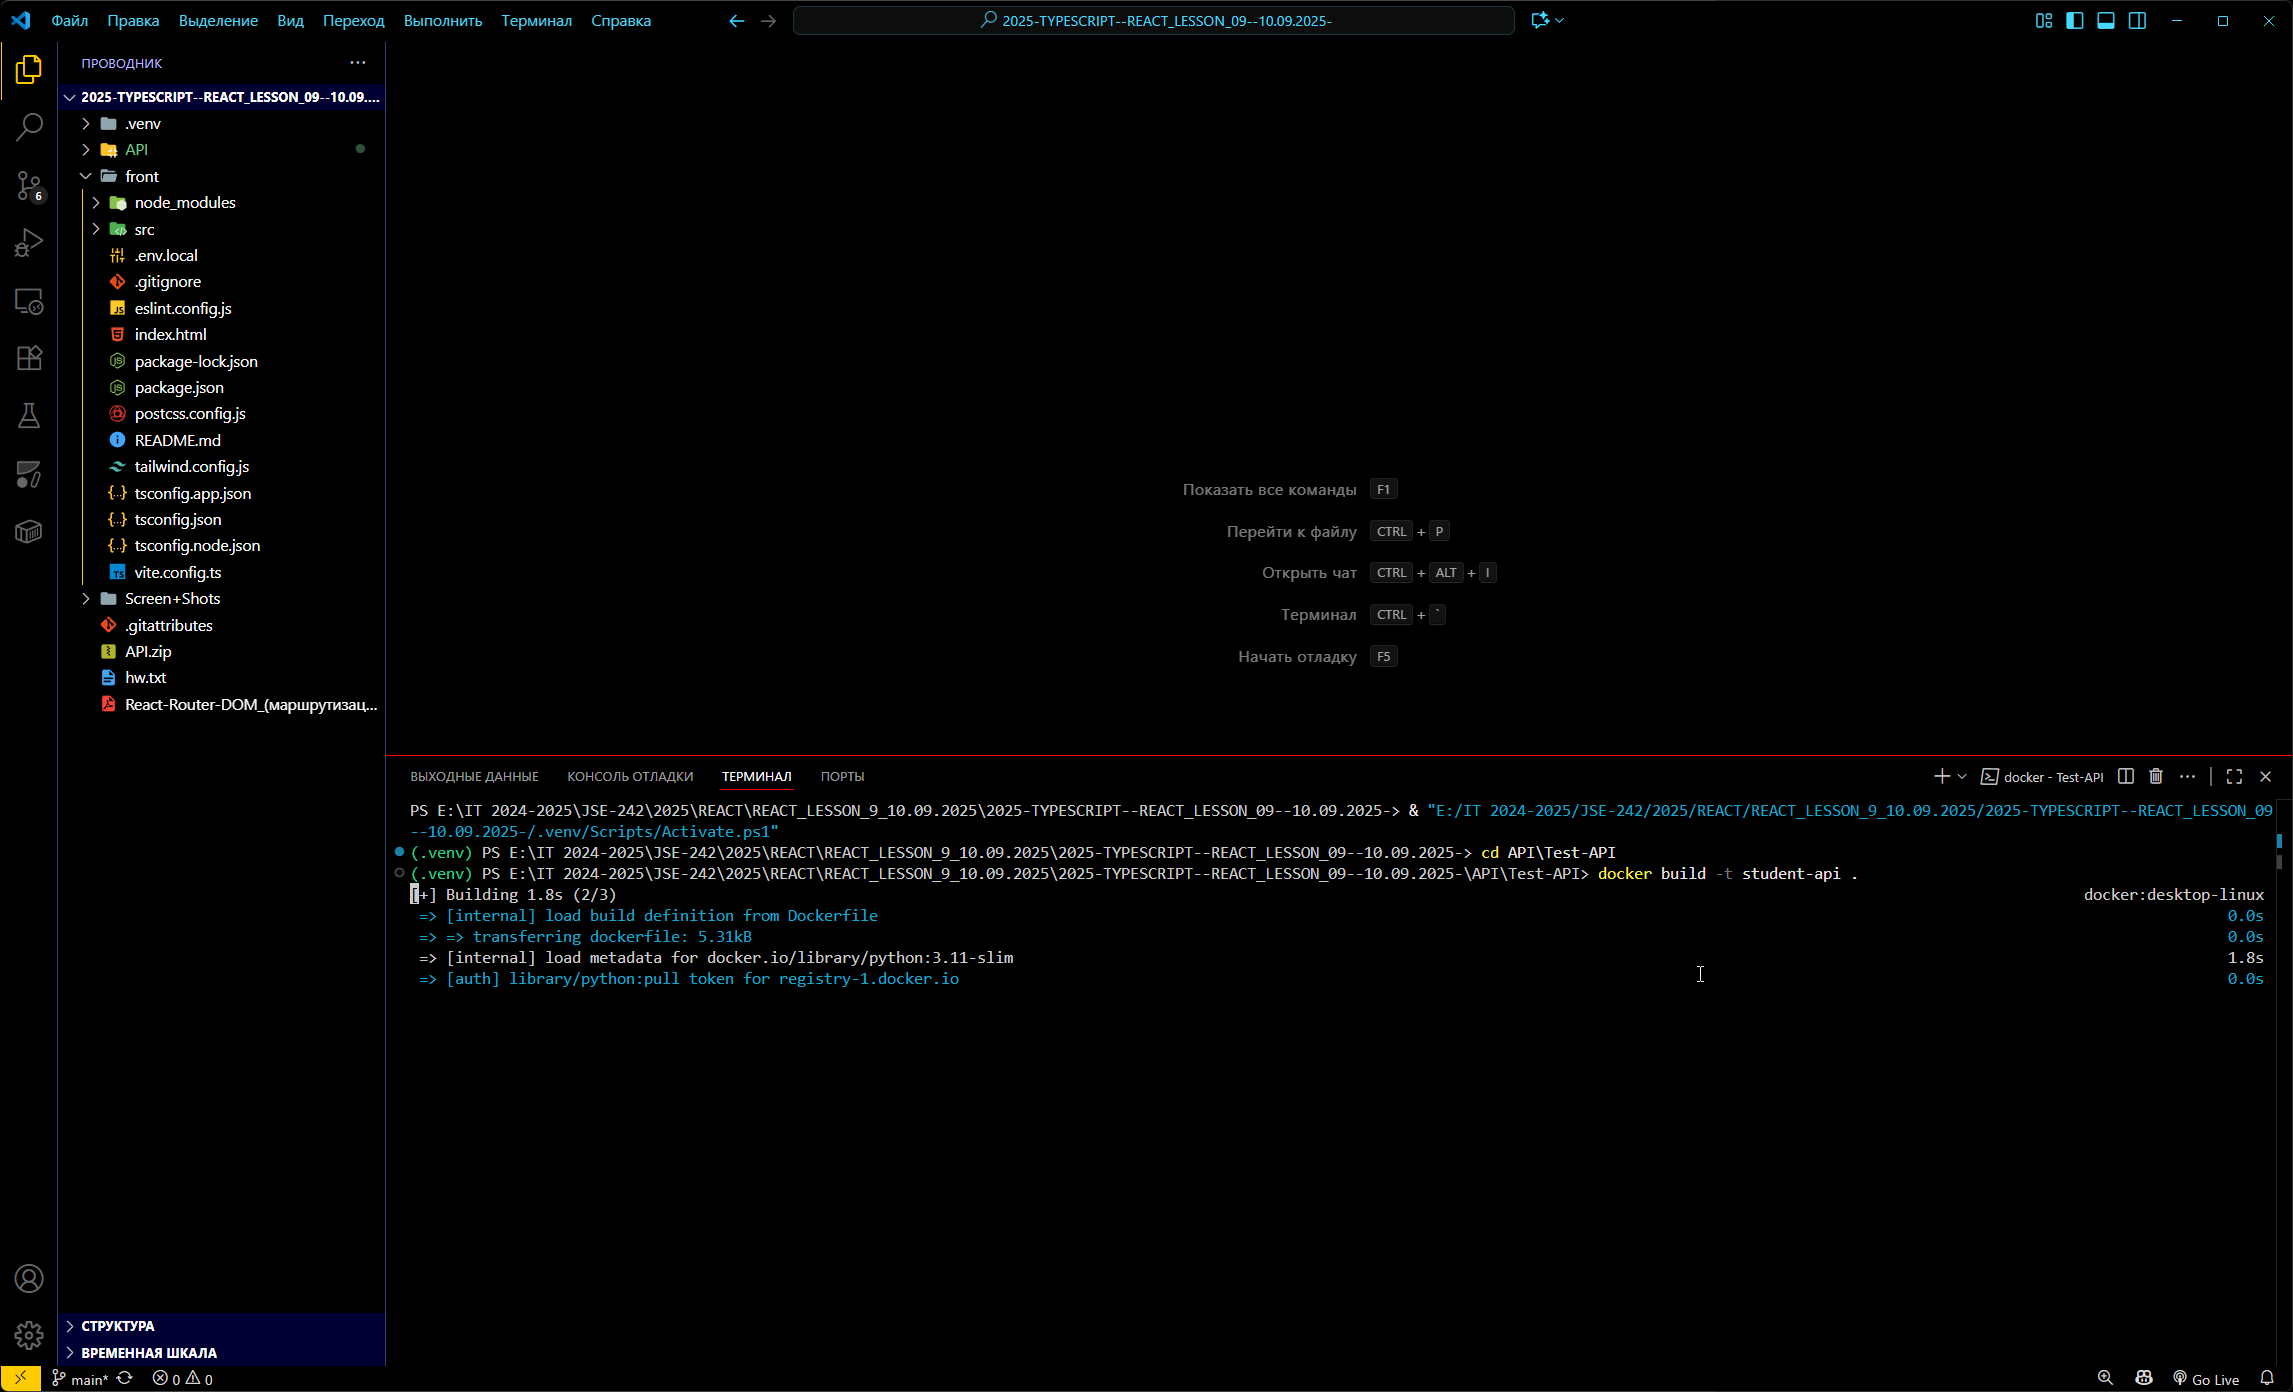 Файл Правка Выделение Вид Переход Выполнить Терминал Справка
2025-TYPESCRIPT--REACT_LESSON_09--10.09.2025-
ПРОВОДНИК
2025-TYPESCRIPT--REACT_LESSON_09--10.09....
.venv
API
front
node_modules
src
.env.local
.gitignore
eslint.config.js
index.html
package-lock.json
package.json
postcss.config.js
README.md
tailwind.config.js
tsconfig.app.json
tsconfig.json
tsconfig.node.json
vite.config.ts
Screen+Shots
.gitattributes
API.zip
hw.txt
React-Router-DOM_(маршрутизац...
6
Показать все команды F1
Перейти к файлу CTRL + P
Открыть чат CTRL + ALT + I
Терминал CTRL + `
Начать отладку F5
ВЫХОДНЫЕ ДАННЫЕ КОНСОЛЬ ОТЛАДКИ ТЕРМИНАЛ ПОРТЫ
docker - Test-API
PS E:\IT 2024-2025\JSE-242\2025\REACT\REACT_LESSON_9_10.09.2025\2025-TYPESCRIPT--REACT_LESSON_09--10.09.2025-> & "E:/IT 2024-2025/JSE-242/2025/REACT/REACT_LESSON_9_10.09.2025/2025-TYPESCRIPT--REACT_LESSON_09
--10.09.2025-/.venv/Scripts/Activate.ps1"
(.venv) PS E:\IT 2024-2025\JSE-242\2025\REACT\REACT_LESSON_9_10.09.2025\2025-TYPESCRIPT--REACT_LESSON_09--10.09.2025-> cd API\Test-API
(.venv) PS E:\IT 2024-2025\JSE-242\2025\REACT\REACT_LESSON_9_10.09.2025\2025-TYPESCRIPT--REACT_LESSON_09--10.09.2025-\API\Test-API> docker build -t student-api .
[+] Building 1.8s (2/3) docker:desktop-linux
=> [internal] load build definition from Dockerfile 0.0s
=> => transferring dockerfile: 5.31kB 0.0s
=> [internal] load metadata for docker.io/library/python:3.11-slim 1.8s
=> [auth] library/python:pull token for registry-1.docker.io 0.0s
СТРУКТУРА
ВРЕМЕННАЯ ШКАЛА
main* 0 0 Go Live